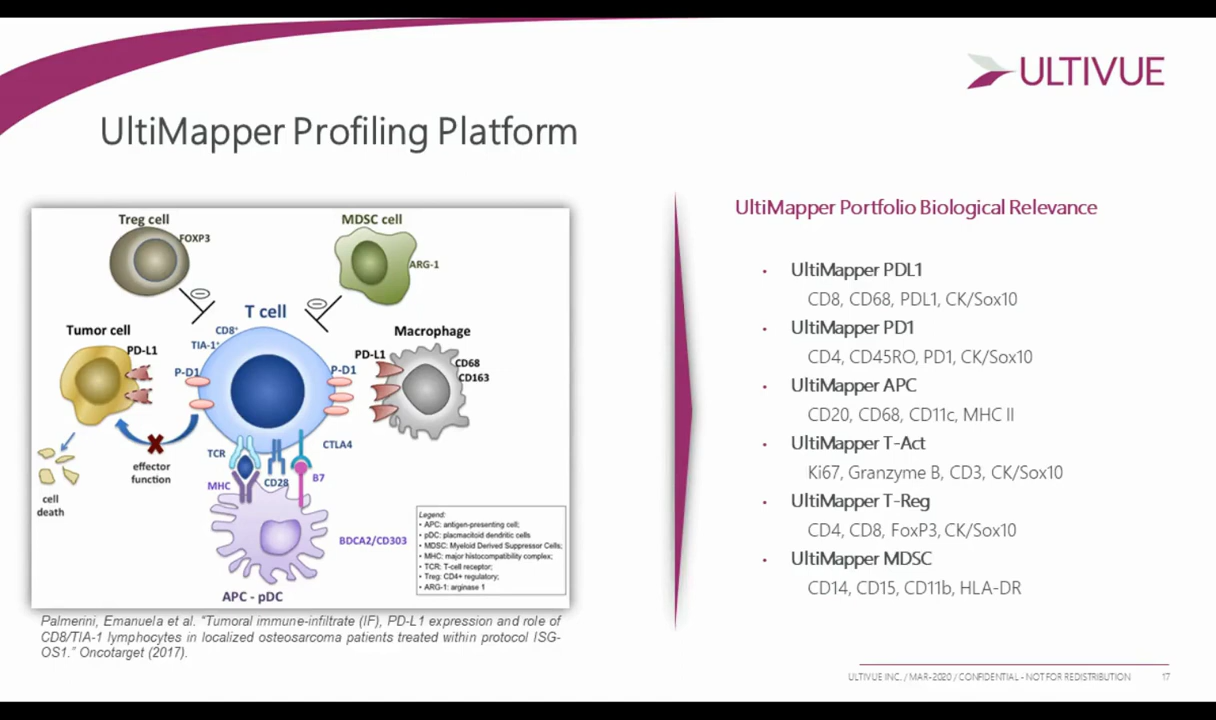 ULTIVUE
UltiMapper Profiling Platform
Treg cell
FOXP3
MDSC cell
ARG-1
T cell
CD8⁺
TIA-1⁺
Tumor cell
PD-L1
P-D1
Macrophage
PD-L1
P-D1
CD68
CD163
effector
function
cell
death
TCR
MHC
CD28
CTLA4
B7
BDCA2/CD303
APC - pDC
Legend:
• APC: antigen-presenting cell;
• pDC: plasmacitoid dendritic cells
• MDSC: Myeloid Derived Suppressor Cells;
• MHC: major histocompatibility complex;
• TCR: T-cell receptor;
• Treg: CD4+ regulatory;
• ARG-1: arginase 1
Palmerini, Emanuela et al. "Tumoral immune-infiltrate (IF), PD-L1 expression and role of
CD8/TIA-1 lymphocytes in localized osteosarcoma patients treated within protocol ISG-
OS1." Oncotarget (2017).
UltiMapper Portfolio Biological Relevance
• UltiMapper PDL1
CD8, CD68, PDL1, CK/Sox10
• UltiMapper PD1
CD4, CD45RO, PD1, CK/Sox10
• UltiMapper APC
CD20, CD68, CD11c, MHC II
• UltiMapper T-Act
Ki67, Granzyme B, CD3, CK/Sox10
• UltiMapper T-Reg
CD4, CD8, FoxP3, CK/Sox10
• UltiMapper MDSC
CD14, CD15, CD11b, HLA-DR
ULTIVUE INC. / MAR-2020 / CONFIDENTIAL - NOT FOR REDISTRIBUTION 17